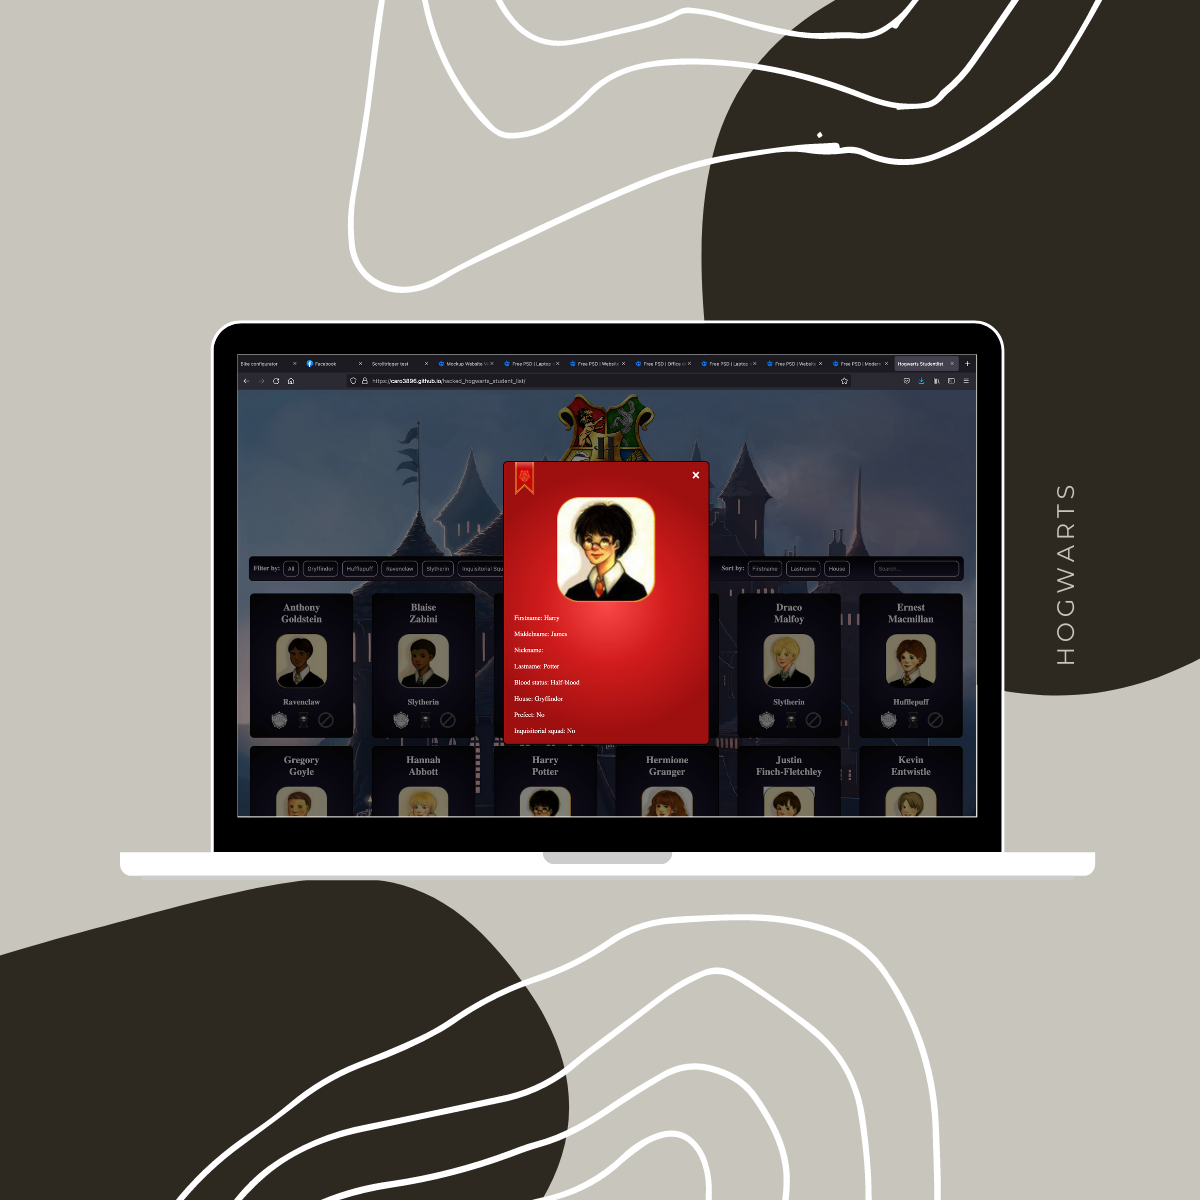 Bike configurator
Facebook
Scrolltrigger test
Mockup Website
Free PSD | Laptop
Free PSD | Website
Free PSD | Office
Free PSD | Laptop
Free PSD | Website
Free PSD | Modern
Hogwarts Studentlist
https://caro3896.github.io/hacked_hogwarts_student_list/
Filter by: All Gryffindor Hufflepuff Ravenclaw Slytherin Inquisitorial Squ
Sort by: Firstname Lastname House Search...
Firstname: Harry
Middelname: James
Nickname:
Lastname: Potter
Blood status: Half-blood
House: Gryffindor
Prefect: No
Inquisitorial squad: No
Anthony
Goldstein
Ravenclaw
Blaise
Zabini
Slytherin
Draco
Malfoy
Slytherin
Ernest
Macmillan
Hufflepuff
Gregory
Goyle
Hannah
Abbott
Harry
Potter
Hermione
Granger
Justin
Finch-Fletchley
Kevin
Entwistle
HOGWARTS